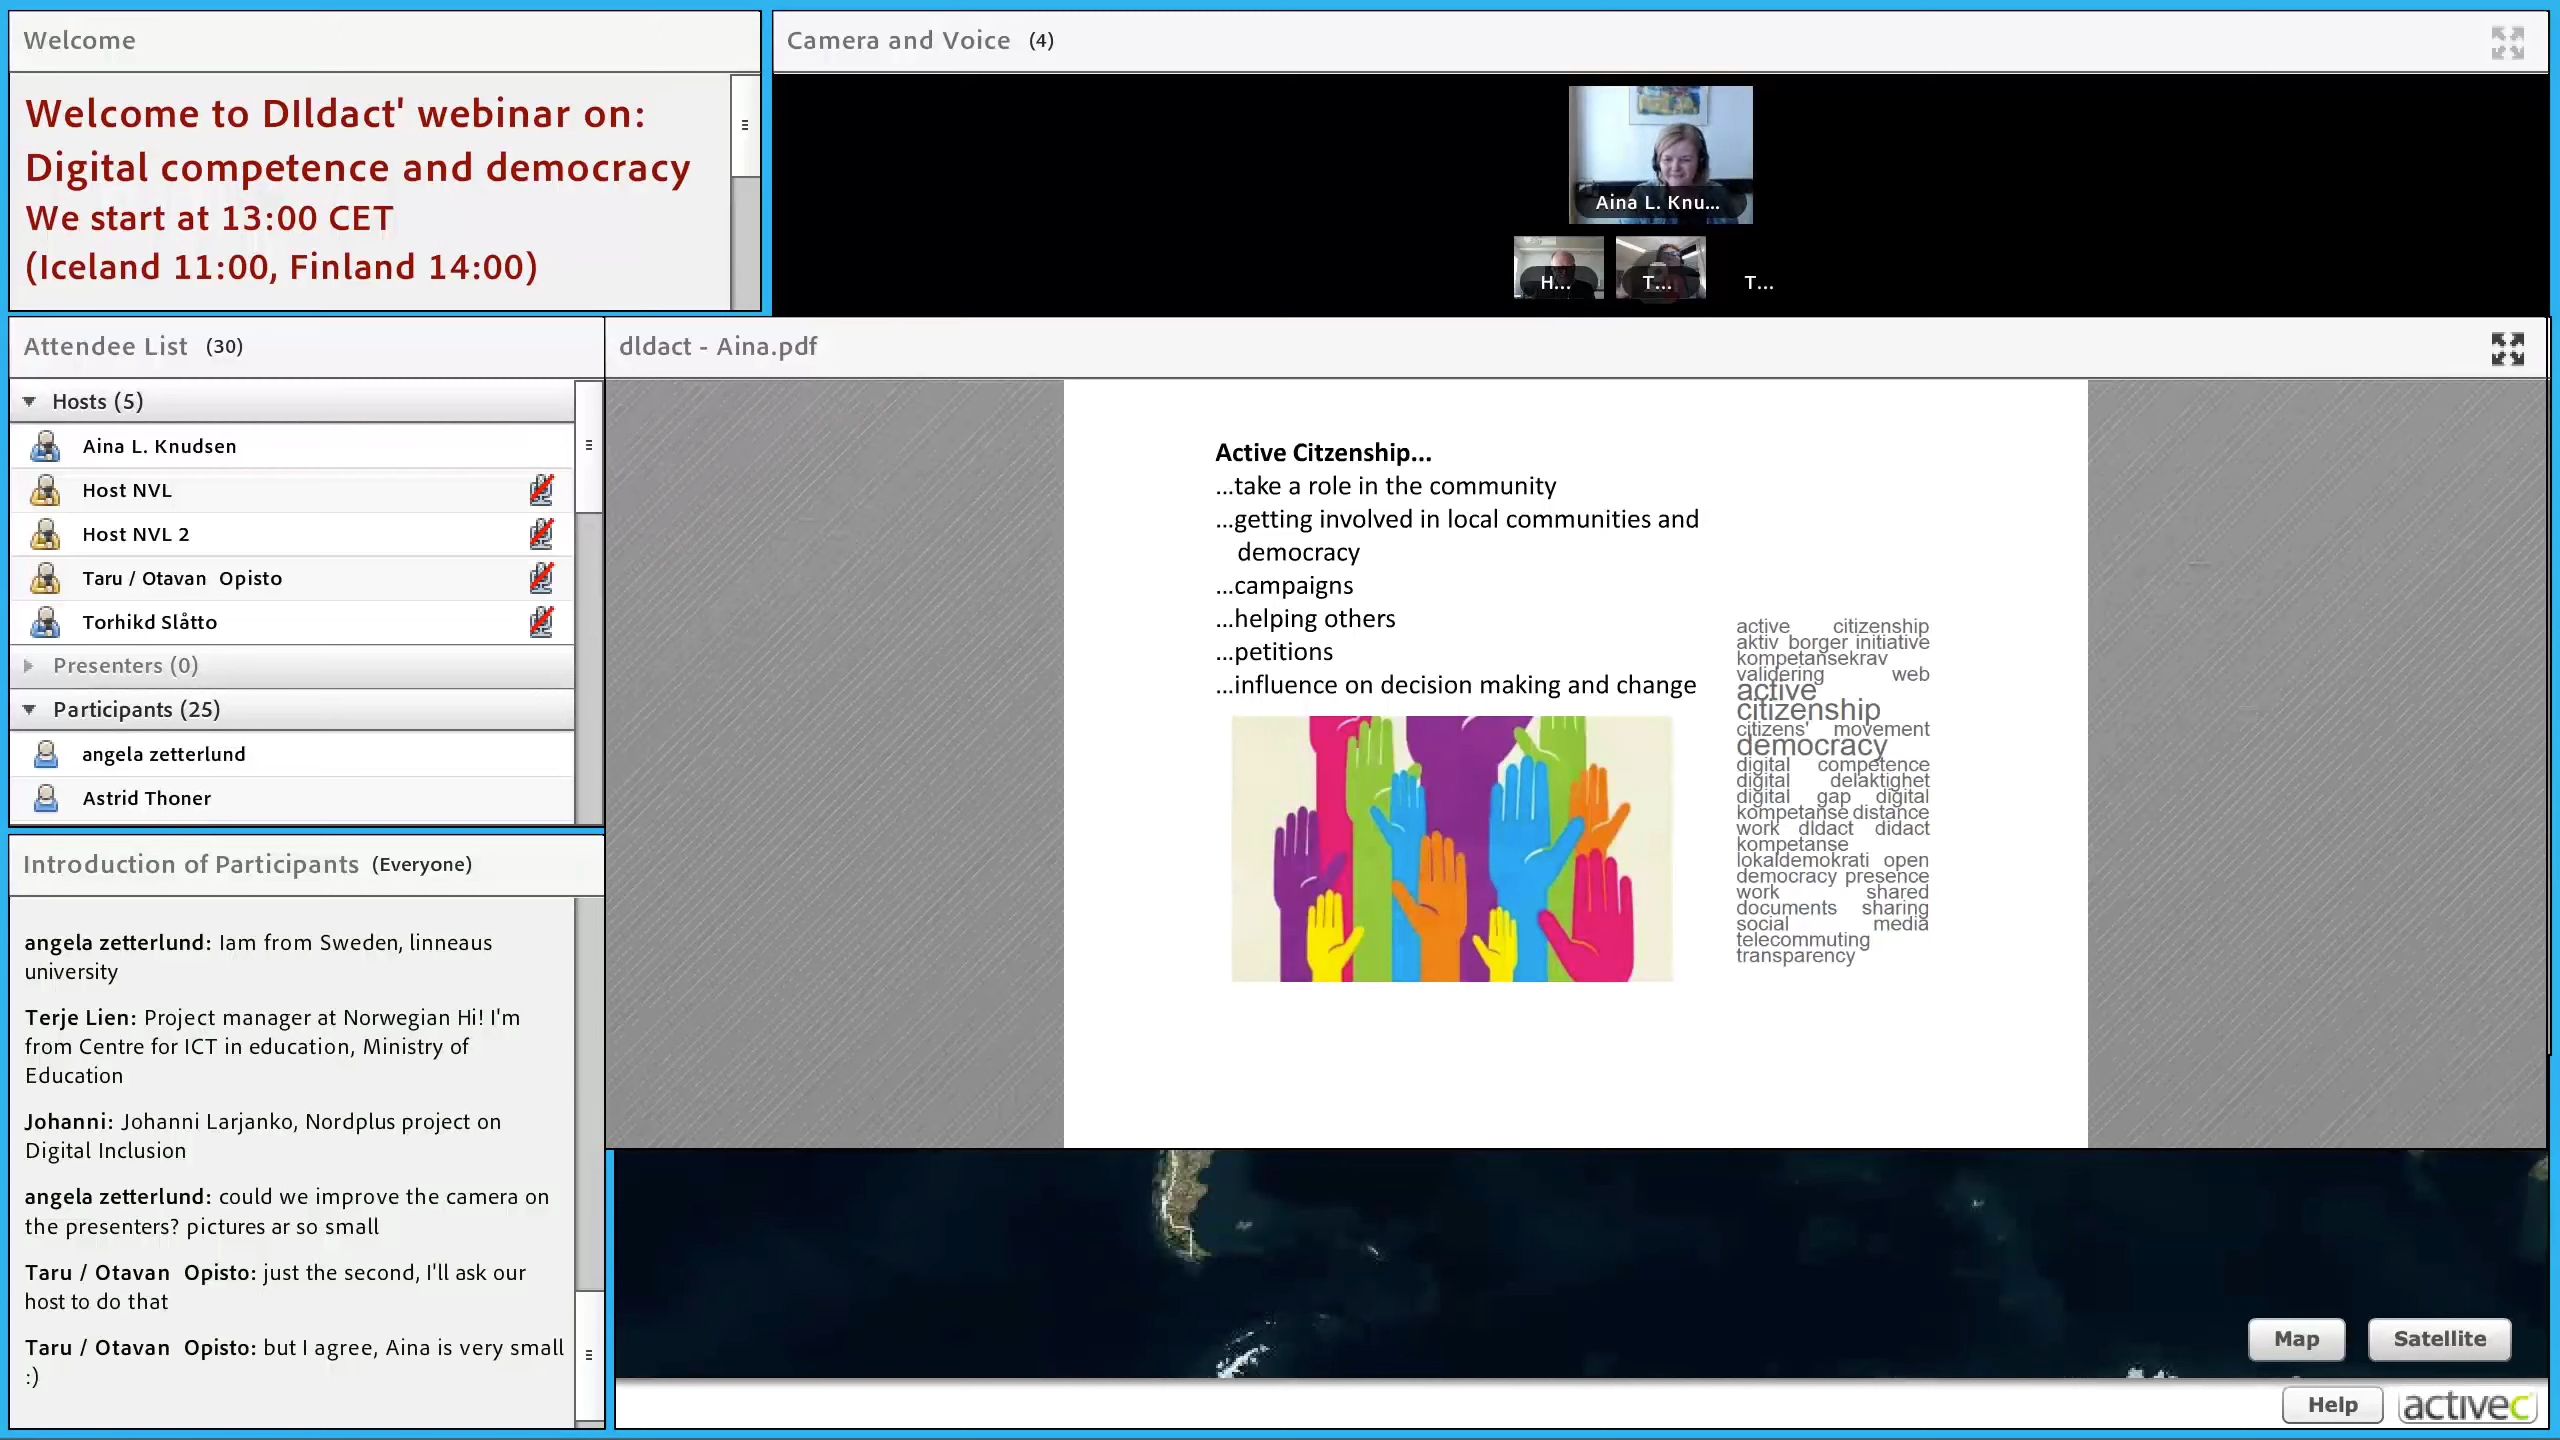 Welcome
Welcome to DIldact' webinar on:
Digital competence and democracy
We start at 13:00 CET
(Iceland 11:00, Finland 14:00)
Camera and Voice (4)
Aina L. Knu...
H...
T...
T...
Attendee List (30)
Hosts (5)
Aina L. Knudsen
Host NVL
Host NVL 2
Taru / Otavan Opisto
Torhikd Slåtto
Presenters (0)
Participants (25)
angela zetterlund
Astrid Thoner
Introduction of Participants (Everyone)
angela zetterlund: Iam from Sweden, linneaus
university
Terje Lien: Project manager at Norwegian Hi! I'm
from Centre for ICT in education, Ministry of
Education
Johanni: Johanni Larjanko, Nordplus project on
Digital Inclusion
angela zetterlund: could we improve the camera on
the presenters? pictures ar so small
Taru / Otavan Opisto: just the second, I'll ask our
host to do that
Taru / Otavan Opisto: but I agree, Aina is very small
:)
dldact - Aina.pdf
Active Citzenship...
...take a role in the community
...getting involved in local communities and
democracy
...campaigns
...helping others
...petitions
...influence on decision making and change
active citizenship
aktiv borger initiative
kompetansekrav
validering web
active
citizenship
citizens' movement
democracy
digital competence
digital delaktighet
digital gap digital
kompetanse distance
work dldact didact
kompetanse
lokaldemokrati open
democracy presence
work shared
documents sharing
social media
telecommuting
transparency
Map
Satellite
Help
activec